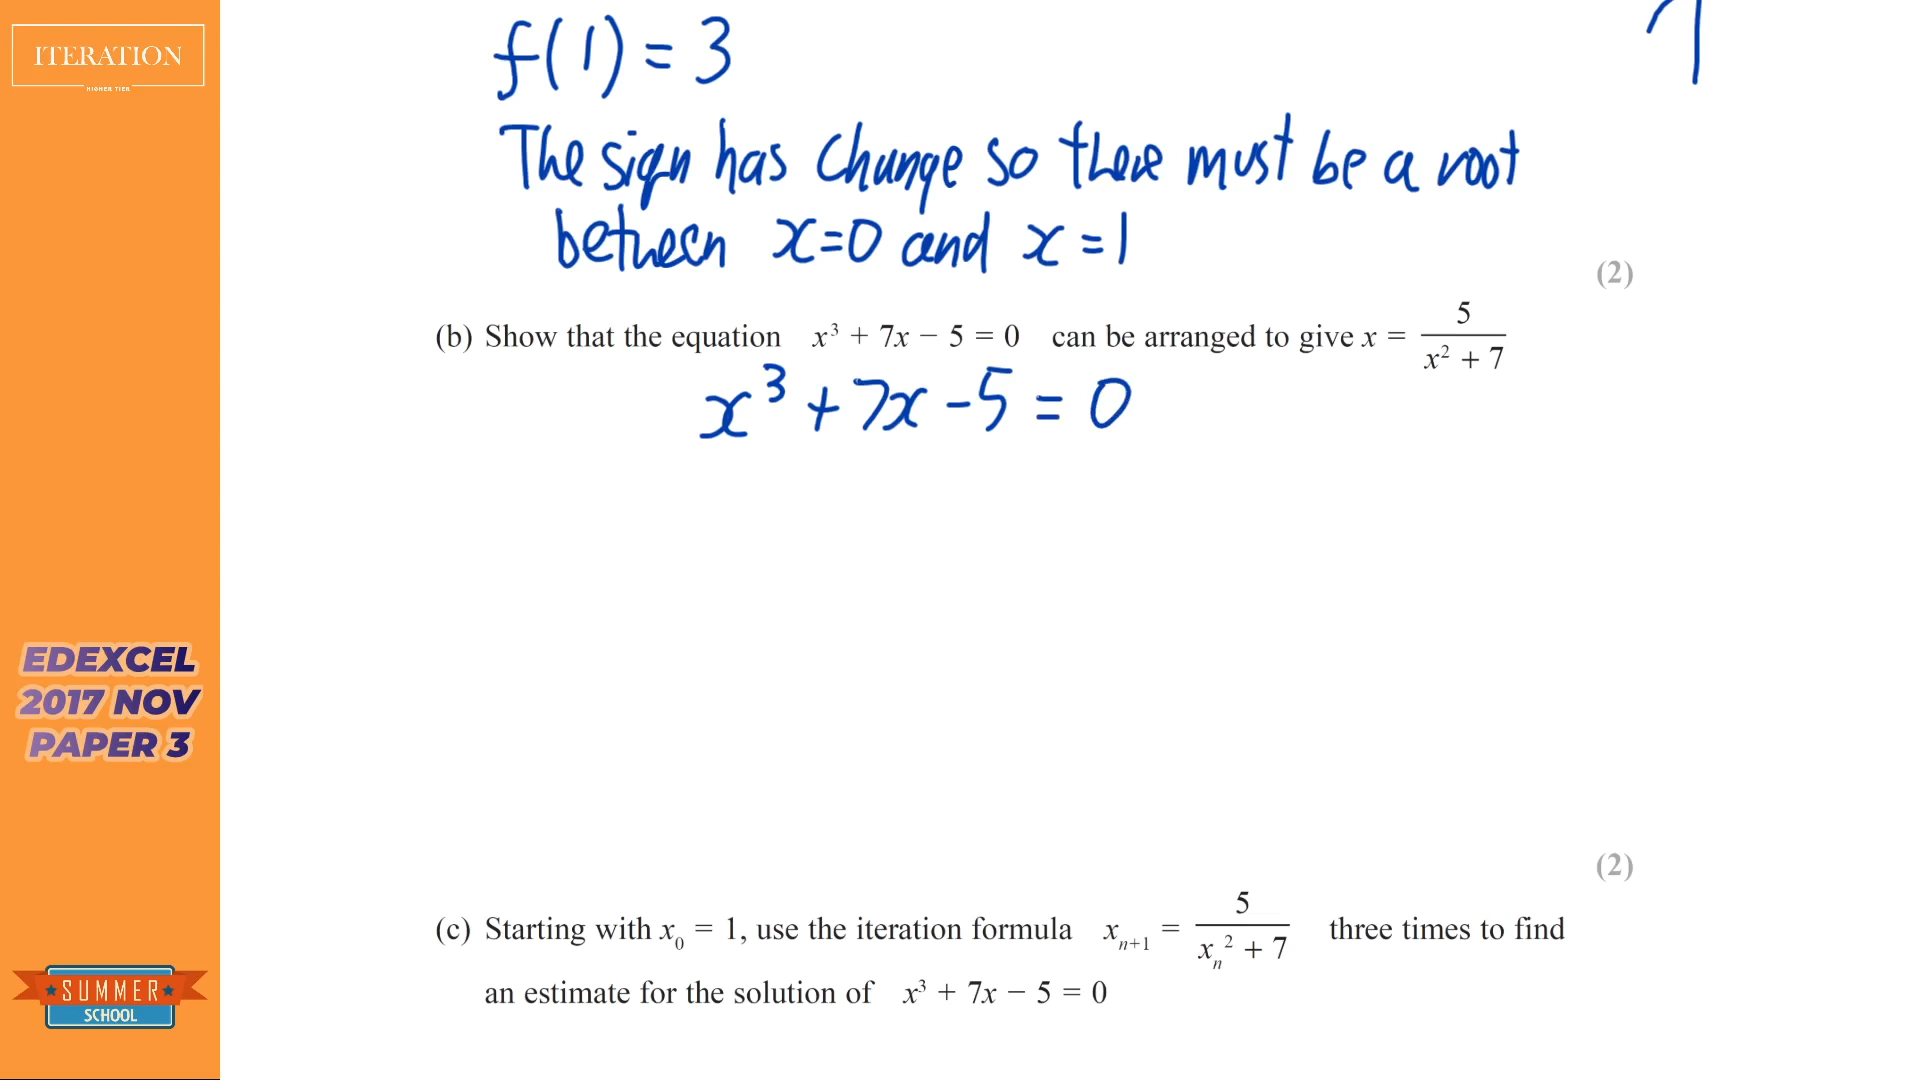 ITERATION
HIGHER TIER
f(1) = 3
The sign has change so there must be a root
between x=0 and x=1
(2)
(b) Show that the equation x³ + 7x − 5 = 0 can be arranged to give x = 5/(x² + 7)
x³ + 7x − 5 = 0
EDEXCEL
2017 NOV
PAPER 3
(2)
(c) Starting with x₀ = 1, use the iteration formula xₙ₊₁ = 5/(xₙ² + 7) three times to find
an estimate for the solution of x³ + 7x − 5 = 0
SUMMER
SCHOOL